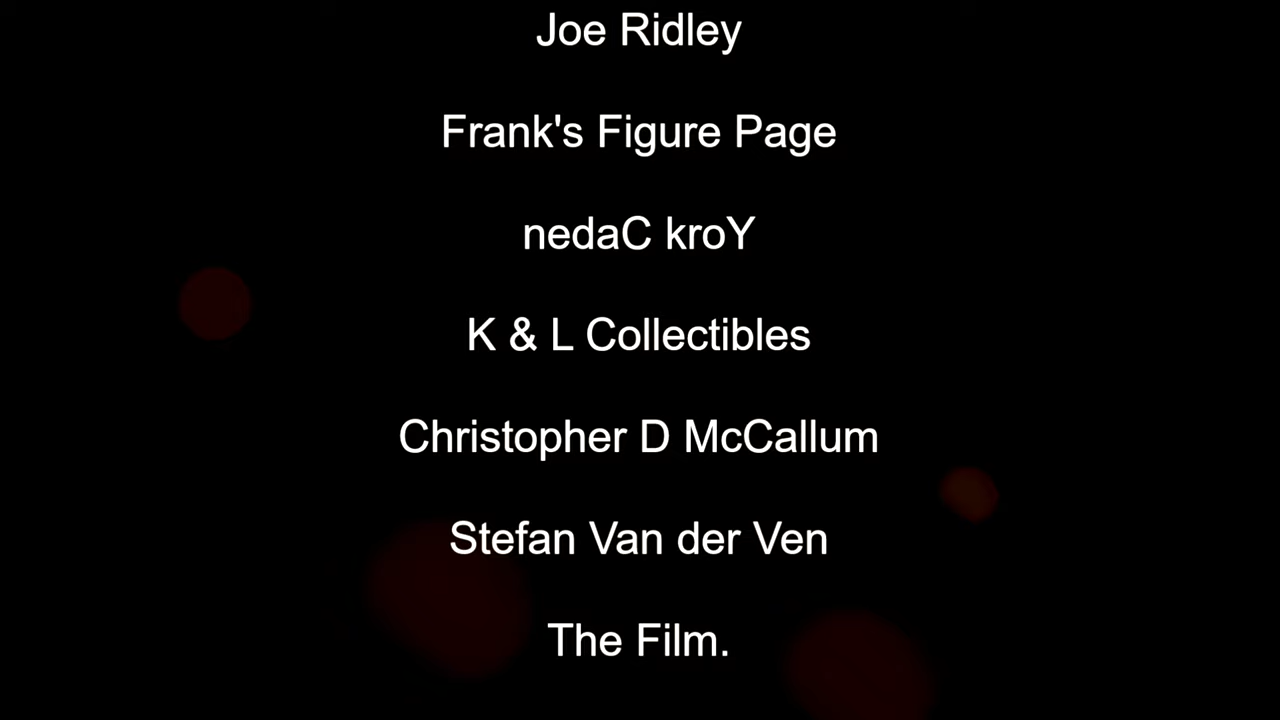 Joe Ridley
Frank's Figure Page
nedaC kroY
K & L Collectibles
Christopher D McCallum
Stefan Van der Ven
The Film.